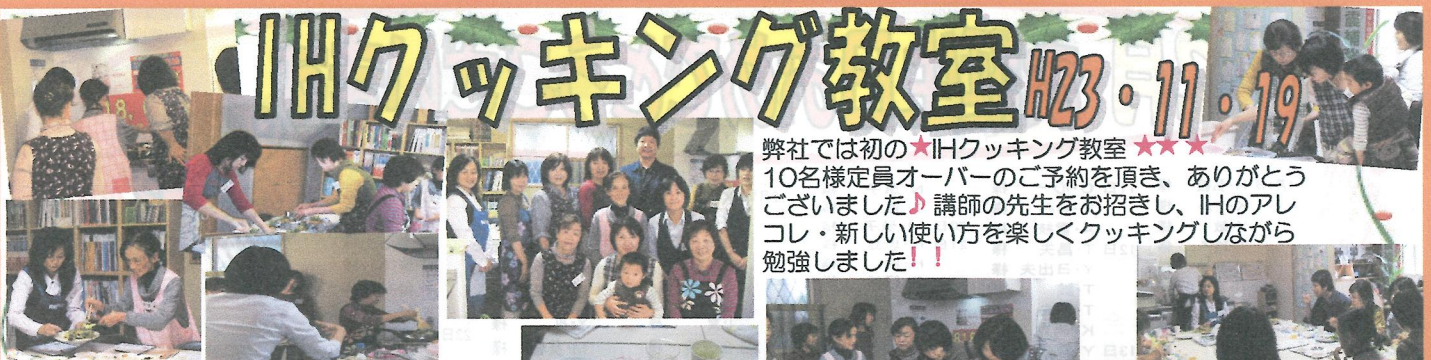 IHクッキング教室 H23・11・19
弊社では初の★IHクッキング教室★★★
10名様定員オーバーのご予約を頂き、ありがとう
ございました♪講師の先生をお招きし、IHのアレ
コレ・新しい使い方を楽しくクッキングしながら
勉強しました！！